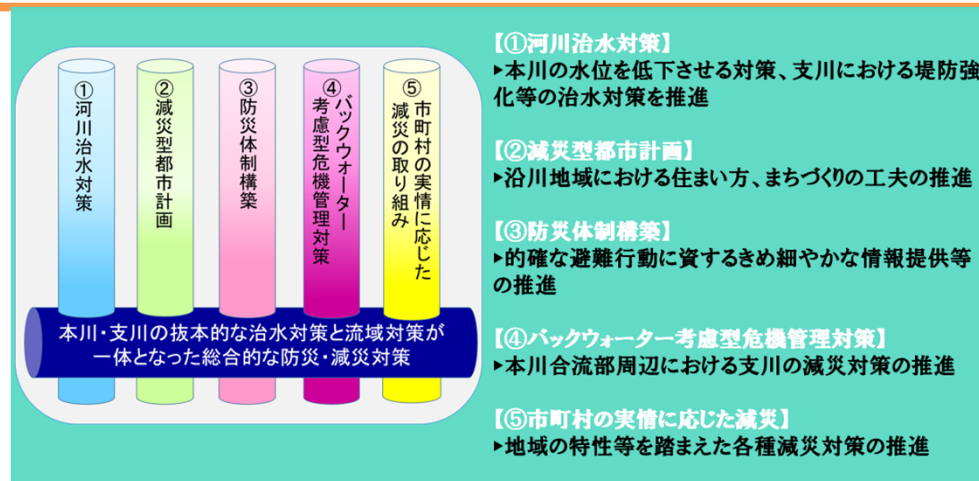 ①河川治水対策
②減災型都市計画
③防災体制構築
④バックウォーター
考慮型危機管理対策
⑤市町村の実情に応じた
減災の取り組み
本川・支川の抜本的な治水対策と流域対策が
一体となった総合的な防災・減災対策
【①河川治水対策】
▶本川の水位を低下させる対策、支川における堤防強
化等の治水対策を推進
【②減災型都市計画】
▶沿川地域における住まい方、まちづくりの工夫の推進
【③防災体制構築】
▶的確な避難行動に資するきめ細やかな情報提供等
の推進
【④バックウォーター考慮型危機管理対策】
▶本川合流部周辺における支川の減災対策の推進
【⑤市町村の実情に応じた減災】
▶地域の特性等を踏まえた各種減災対策の推進